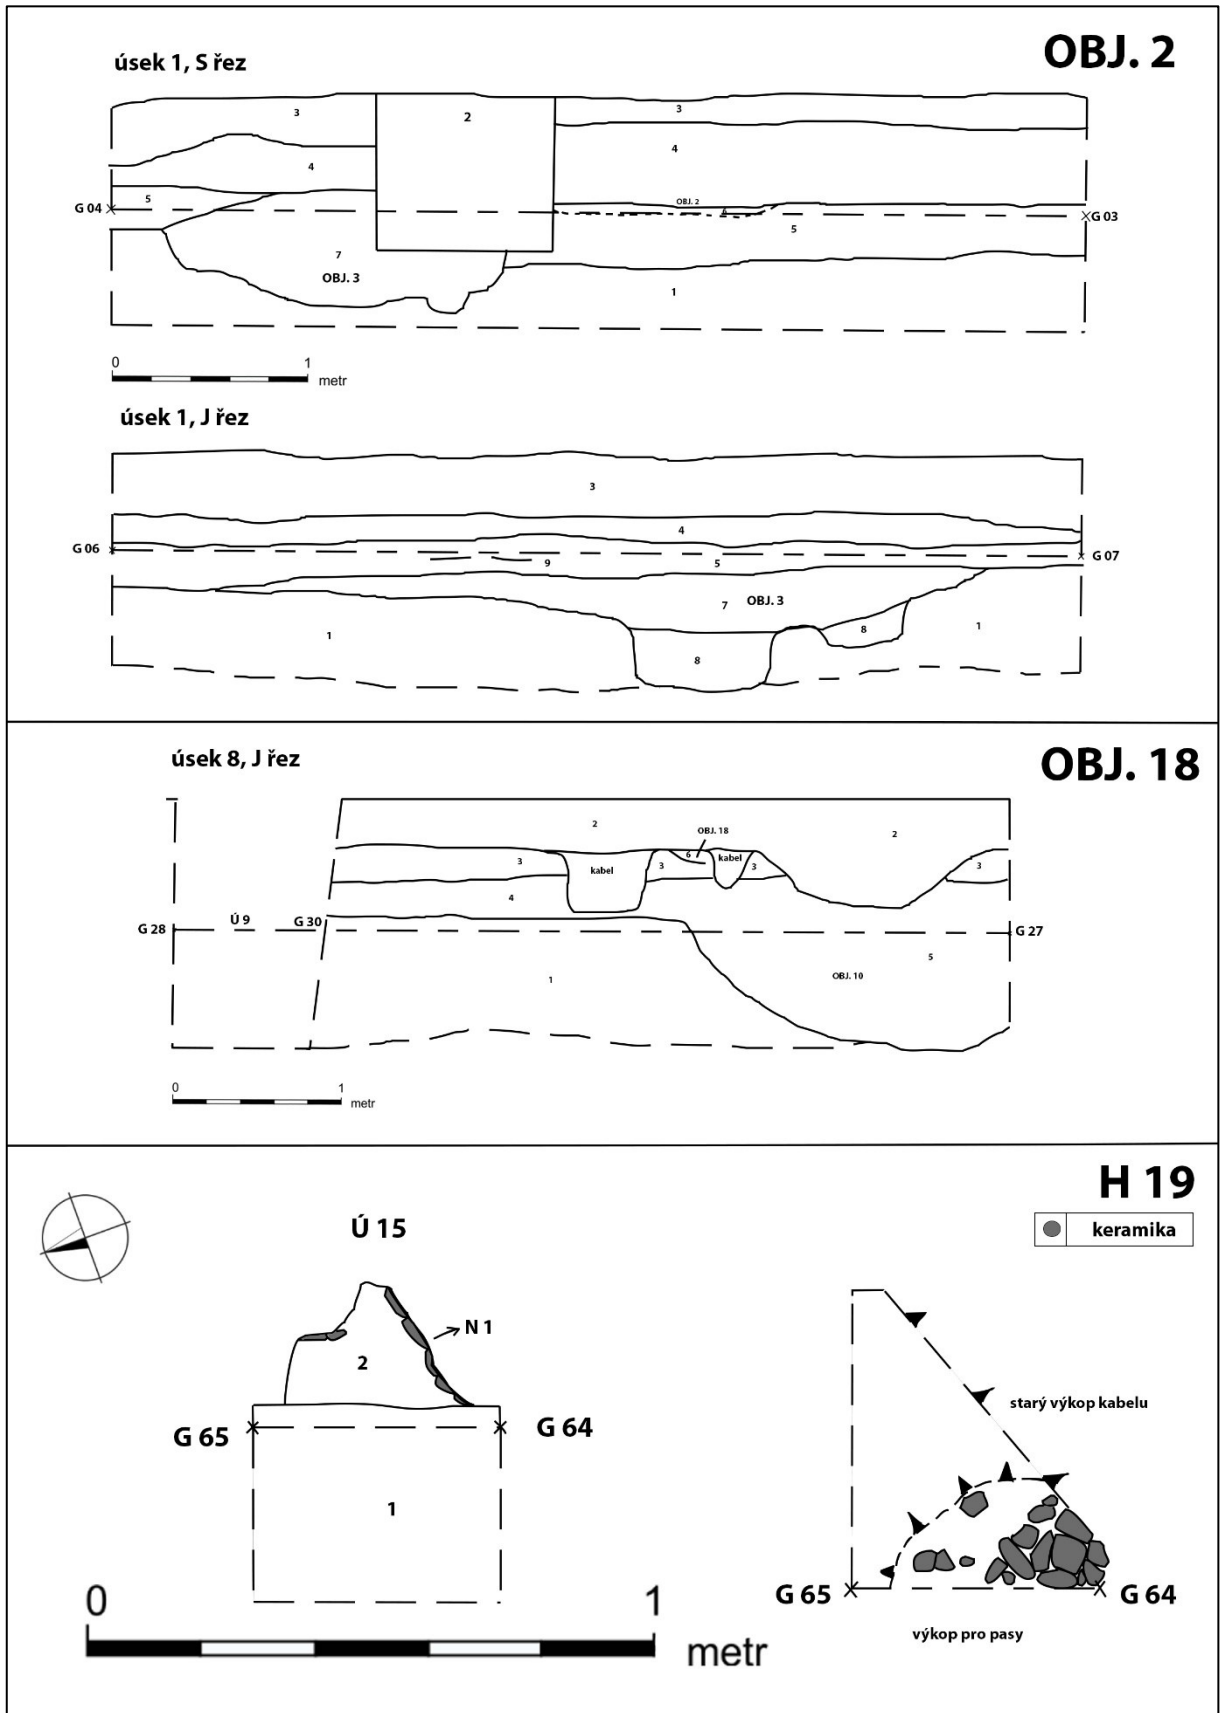 OBJ. 2
úsek 1, S řez
3
2
3
4
4
5
G 04
OBJ. 2
6
G 03
5
7
OBJ. 3
1
0 1
metr
úsek 1, J řez
3
4
G 06
G 07
9
5
7
OBJ. 3
1
8
1
8
OBJ. 18
úsek 8, J řez
2
OBJ. 18
2
3
6
kabel
3
3
3
kabel
4
Ú 9
G 30
G 28
G 27
5
1
OBJ. 10
0 1
metr
H 19
keramika
Ú 15
N 1
2
G 65
G 64
1
starý výkop kabelu
G 65
G 64
výkop pro pasy
0 1
metr